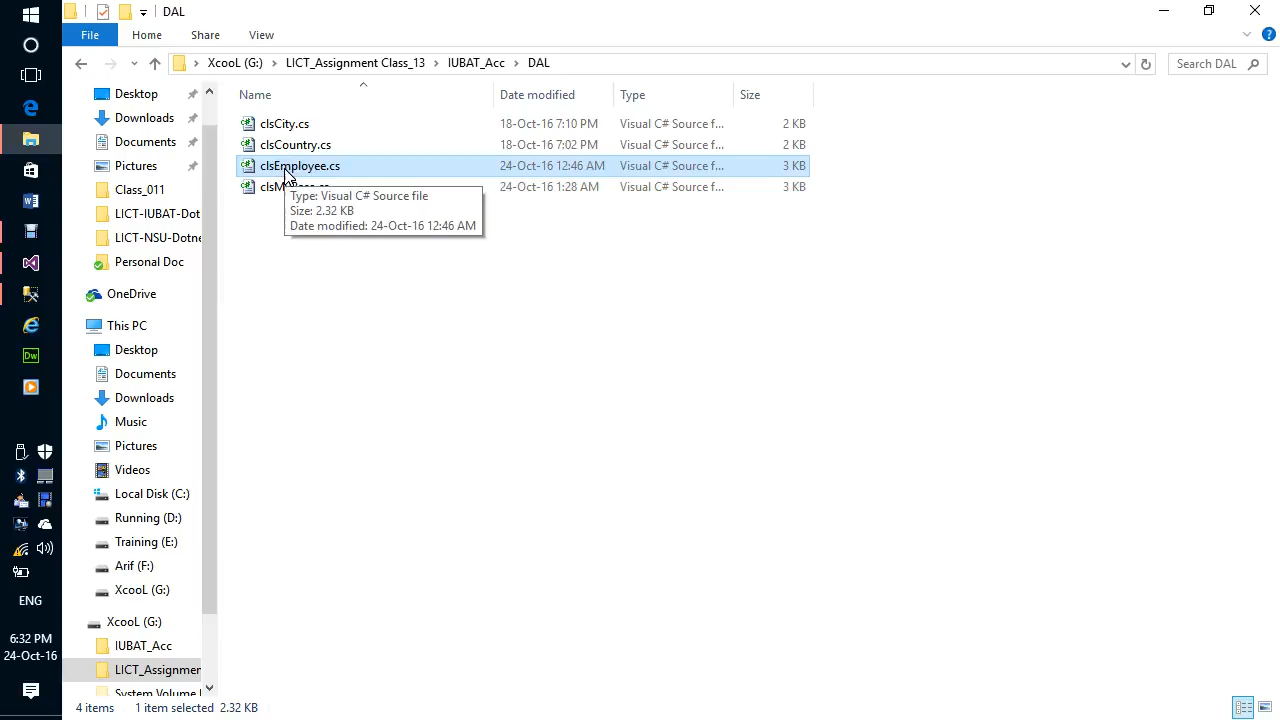 DAL
File Home Share View
XcooL (G:) LICT_Assignment Class_13 IUBAT_Acc DAL
Search DAL
Name Date modified Type Size
clsCity.cs 18-Oct-16 7:10 PM Visual C# Source f... 2 KB
clsCountry.cs 18-Oct-16 7:02 PM Visual C# Source f... 2 KB
clsEmployee.cs 24-Oct-16 12:46 AM Visual C# Source f... 3 KB
24-Oct-16 1:28 AM Visual C# Source f... 3 KB
Type: Visual C# Source file
Size: 2.32 KB
Date modified: 24-Oct-16 12:46 AM
Desktop
Downloads
Documents
Pictures
Class_011
LICT-IUBAT-Dot
LICT-NSU-Dotne
Personal Doc
OneDrive
This PC
Desktop
Documents
Downloads
Music
Pictures
Videos
Local Disk (C:)
Running (D:)
Training (E:)
Arif (F:)
XcooL (G:)
XcooL (G:)
IUBAT_Acc
LICT_Assignmen
System Volume
4 items 1 item selected 2.32 KB
Dw
ENG
6:32 PM
24-Oct-16